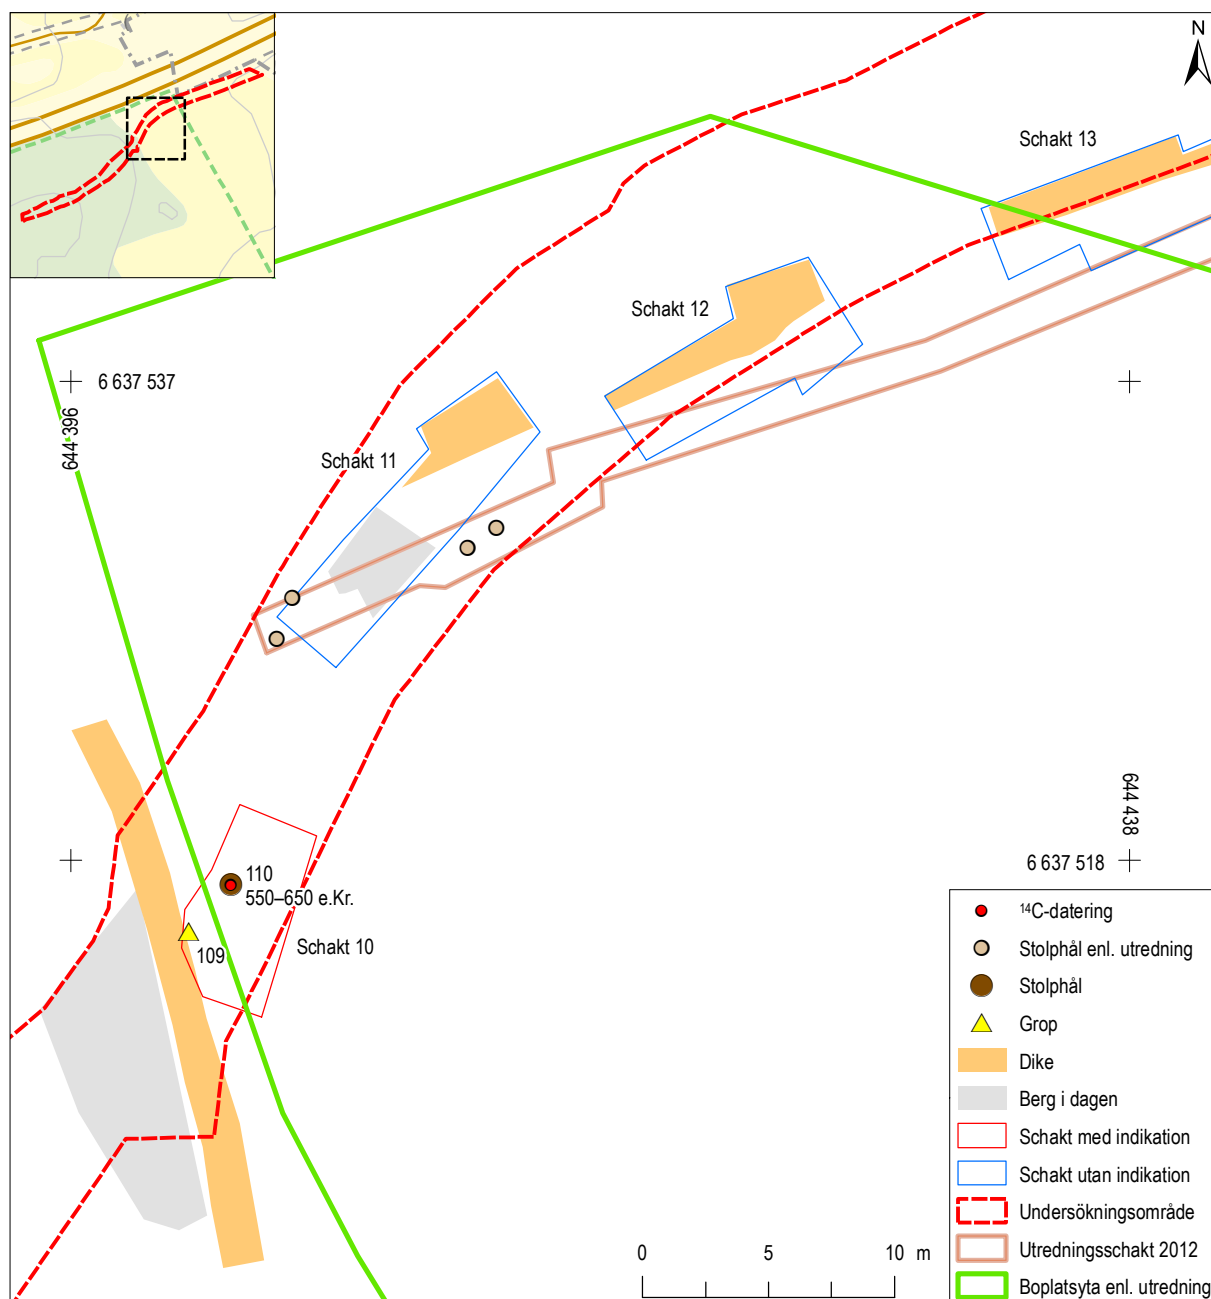 N
Schakt 13
Schakt 12
6 637 537
644 396
Schakt 11
644 438
6 637 518
110
550–650 e.Kr.
Schakt 10
109
¹⁴C-datering
Stolphål enl. utredning
Stolphål
Grop
Dike
Berg i dagen
Schakt med indikation
Schakt utan indikation
Undersökningsområde
Utredningsschakt 2012
Boplatsyta enl. utredning
0 5 10 m